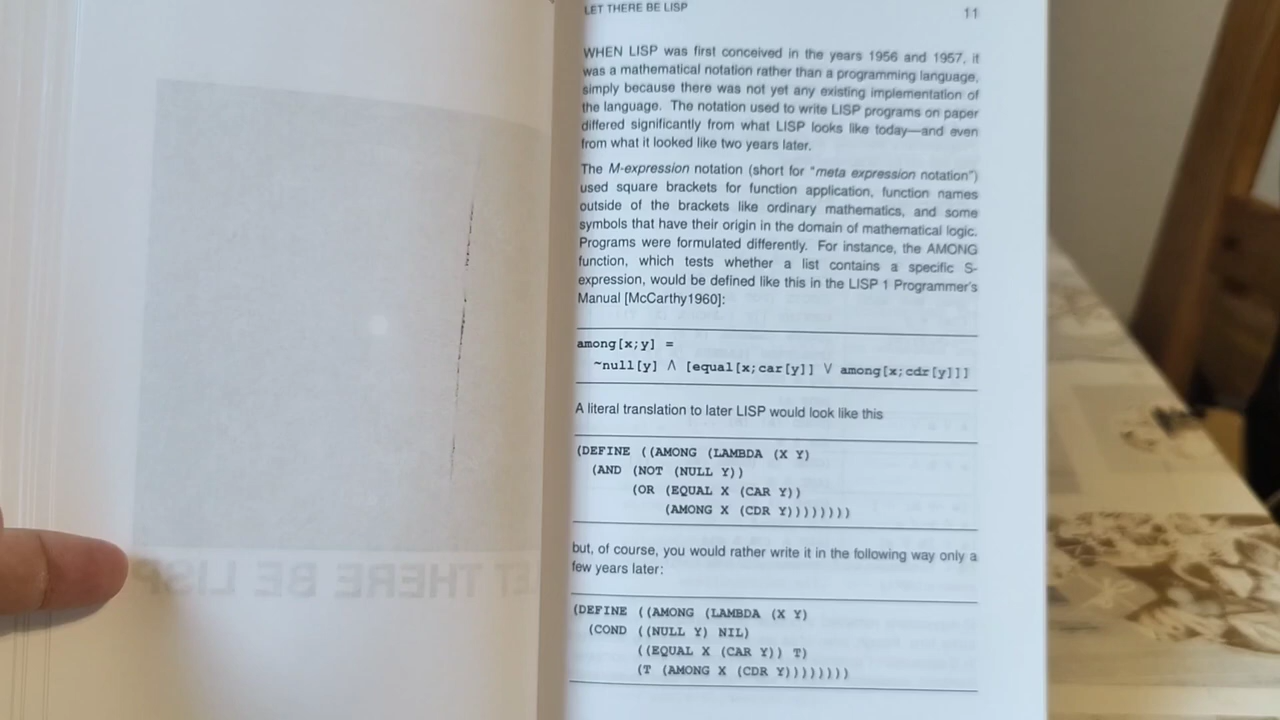 LET THERE BE LISP
11
WHEN LISP was first conceived in the years 1956 and 1957, it
was a mathematical notation rather than a programming language,
simply because there was not yet any existing implementation of
the language. The notation used to write LISP programs on paper
differed significantly from what LISP looks like today—and even
from what it looked like two years later.
The M-expression notation (short for “meta expression notation”)
used square brackets for function application, function names
outside of the brackets like ordinary mathematics, and some
symbols that have their origin in the domain of mathematical logic.
Programs were formulated differently. For instance, the AMONG
function, which tests whether a list contains a specific S-
expression, would be defined like this in the LISP 1 Programmer's
Manual [McCarthy1960]:
among[x;y] =
~null[y] ∧ [equal[x;car[y]] ∨ among[x;cdr[y]]]
A literal translation to later LISP would look like this
(DEFINE ((AMONG (LAMBDA (X Y)
(AND (NOT (NULL Y))
(OR (EQUAL X (CAR Y))
(AMONG X (CDR Y))))))))
but, of course, you would rather write it in the following way only a
few years later:
(DEFINE ((AMONG (LAMBDA (X Y)
(COND ((NULL Y) NIL)
((EQUAL X (CAR Y)) T)
(T (AMONG X (CDR Y))))))))
LET THERE BE LISP